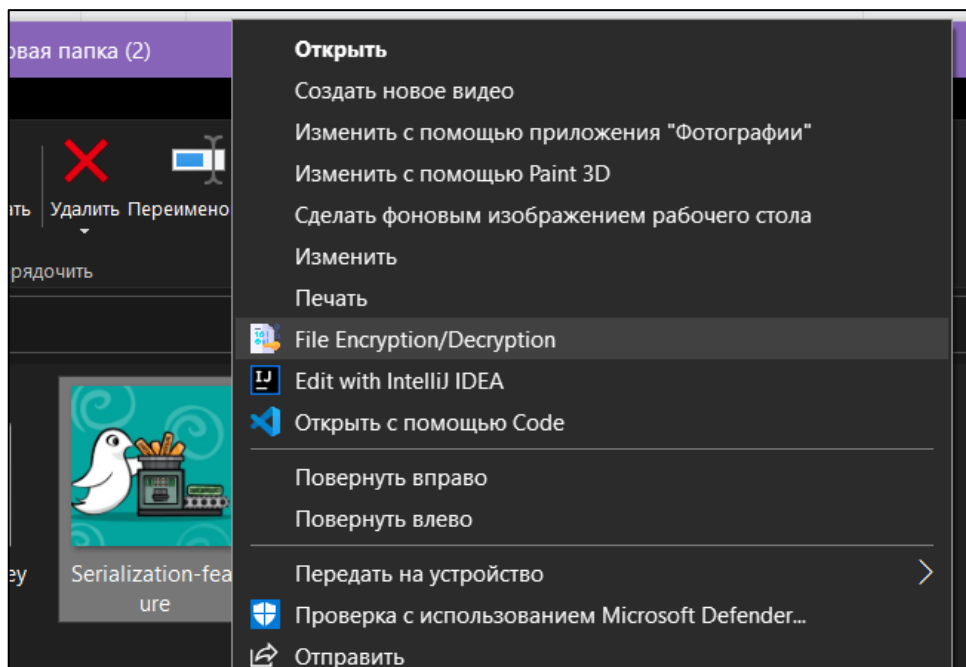 овая папка (2)
ать
Удалить
Переимено
рядочить
ey
Serialization-fea
ure
Открыть
Создать новое видео
Изменить с помощью приложения "Фотографии"
Изменить с помощью Paint 3D
Сделать фоновым изображением рабочего стола
Изменить
Печать
File Encryption/Decryption
Edit with IntelliJ IDEA
Открыть с помощью Code
Повернуть вправо
Повернуть влево
Передать на устройство
Проверка с использованием Microsoft Defender...
Отправить